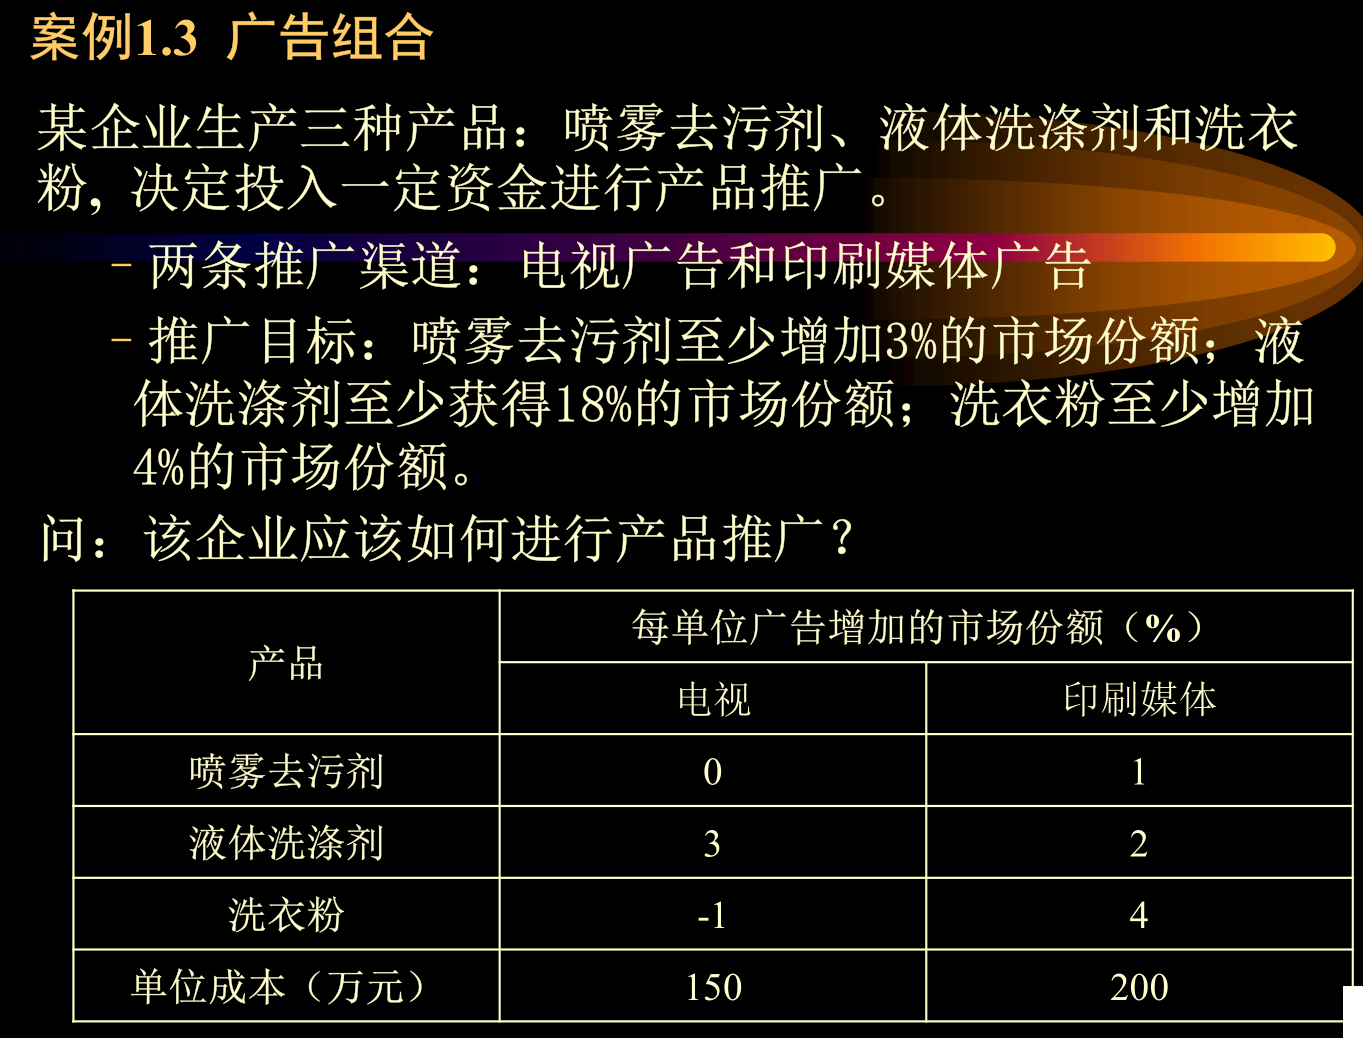 案例1.3 广告组合
某企业生产三种产品：喷雾去污剂、液体洗涤剂和洗衣
粉，决定投入一定资金进行产品推广。
-两条推广渠道：电视广告和印刷媒体广告
-推广目标：喷雾去污剂至少增加3%的市场份额；液
体洗涤剂至少获得18%的市场份额；洗衣粉至少增加
4%的市场份额。
问：该企业应该如何进行产品推广？
产品 每单位广告增加的市场份额（%）
电视 印刷媒体
喷雾去污剂 0 1
液体洗涤剂 3 2
洗衣粉 -1 4
单位成本（万元） 150 200